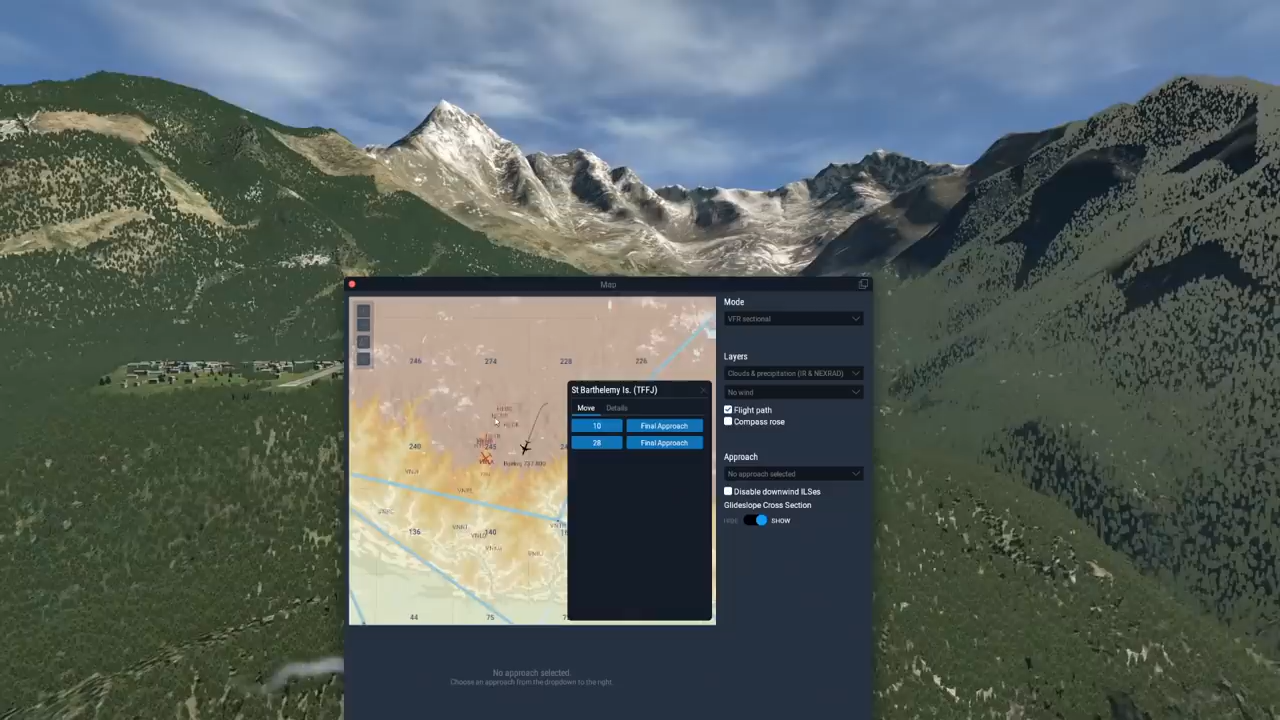 Map
Mode
VFR sectional
Layers
Clouds & precipitation (IR & NEXRAD)
No wind
Flight path
Compass rose
Approach
No approach selected
Disable downwind ILSes
Glideslope Cross Section
HIDE SHOW
246 274 228 226
St Barthelemy Is. (TFFJ)
Move Details
10 Final Approach
28 Final Approach
240 245
136 140
44 75
No approach selected.
Choose an approach from the dropdown to the right.